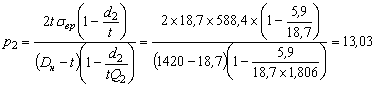 p₂ = 2tσ_вр(1 − d₂/t) / ((Dₙ − t)(1 − d₂/(tQ₂))) = 2×18,7×588,4×(1 − 5,9/18,7) / ((1420 − 18,7)(1 − 5,9/(18,7×1,806))) = 13,03